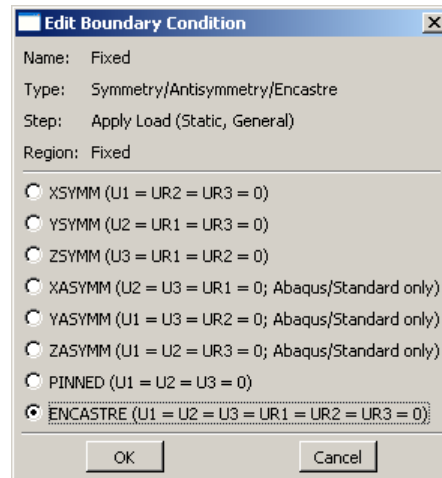 Edit Boundary Condition
Name: Fixed
Type: Symmetry/Antisymmetry/Encastre
Step: Apply Load (Static, General)
Region: Fixed
XSYMM (U1 = UR2 = UR3 = 0)
YSYMM (U2 = UR1 = UR3 = 0)
ZSYMM (U3 = UR1 = UR2 = 0)
XASYMM (U2 = U3 = UR1 = 0; Abaqus/Standard only)
YASYMM (U1 = U3 = UR2 = 0; Abaqus/Standard only)
ZASYMM (U1 = U2 = UR3 = 0; Abaqus/Standard only)
PINNED (U1 = U2 = U3 = 0)
ENCASTRE (U1 = U2 = U3 = UR1 = UR2 = UR3 = 0)
OK Cancel